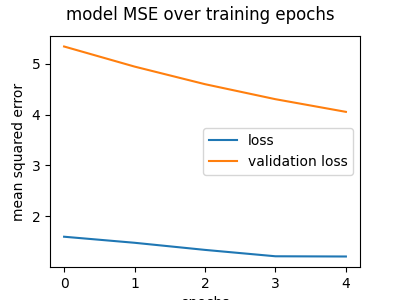 model MSE over training epochs
mean squared error
5
4
3
2
loss
validation loss
0 1 2 3 4
epochs